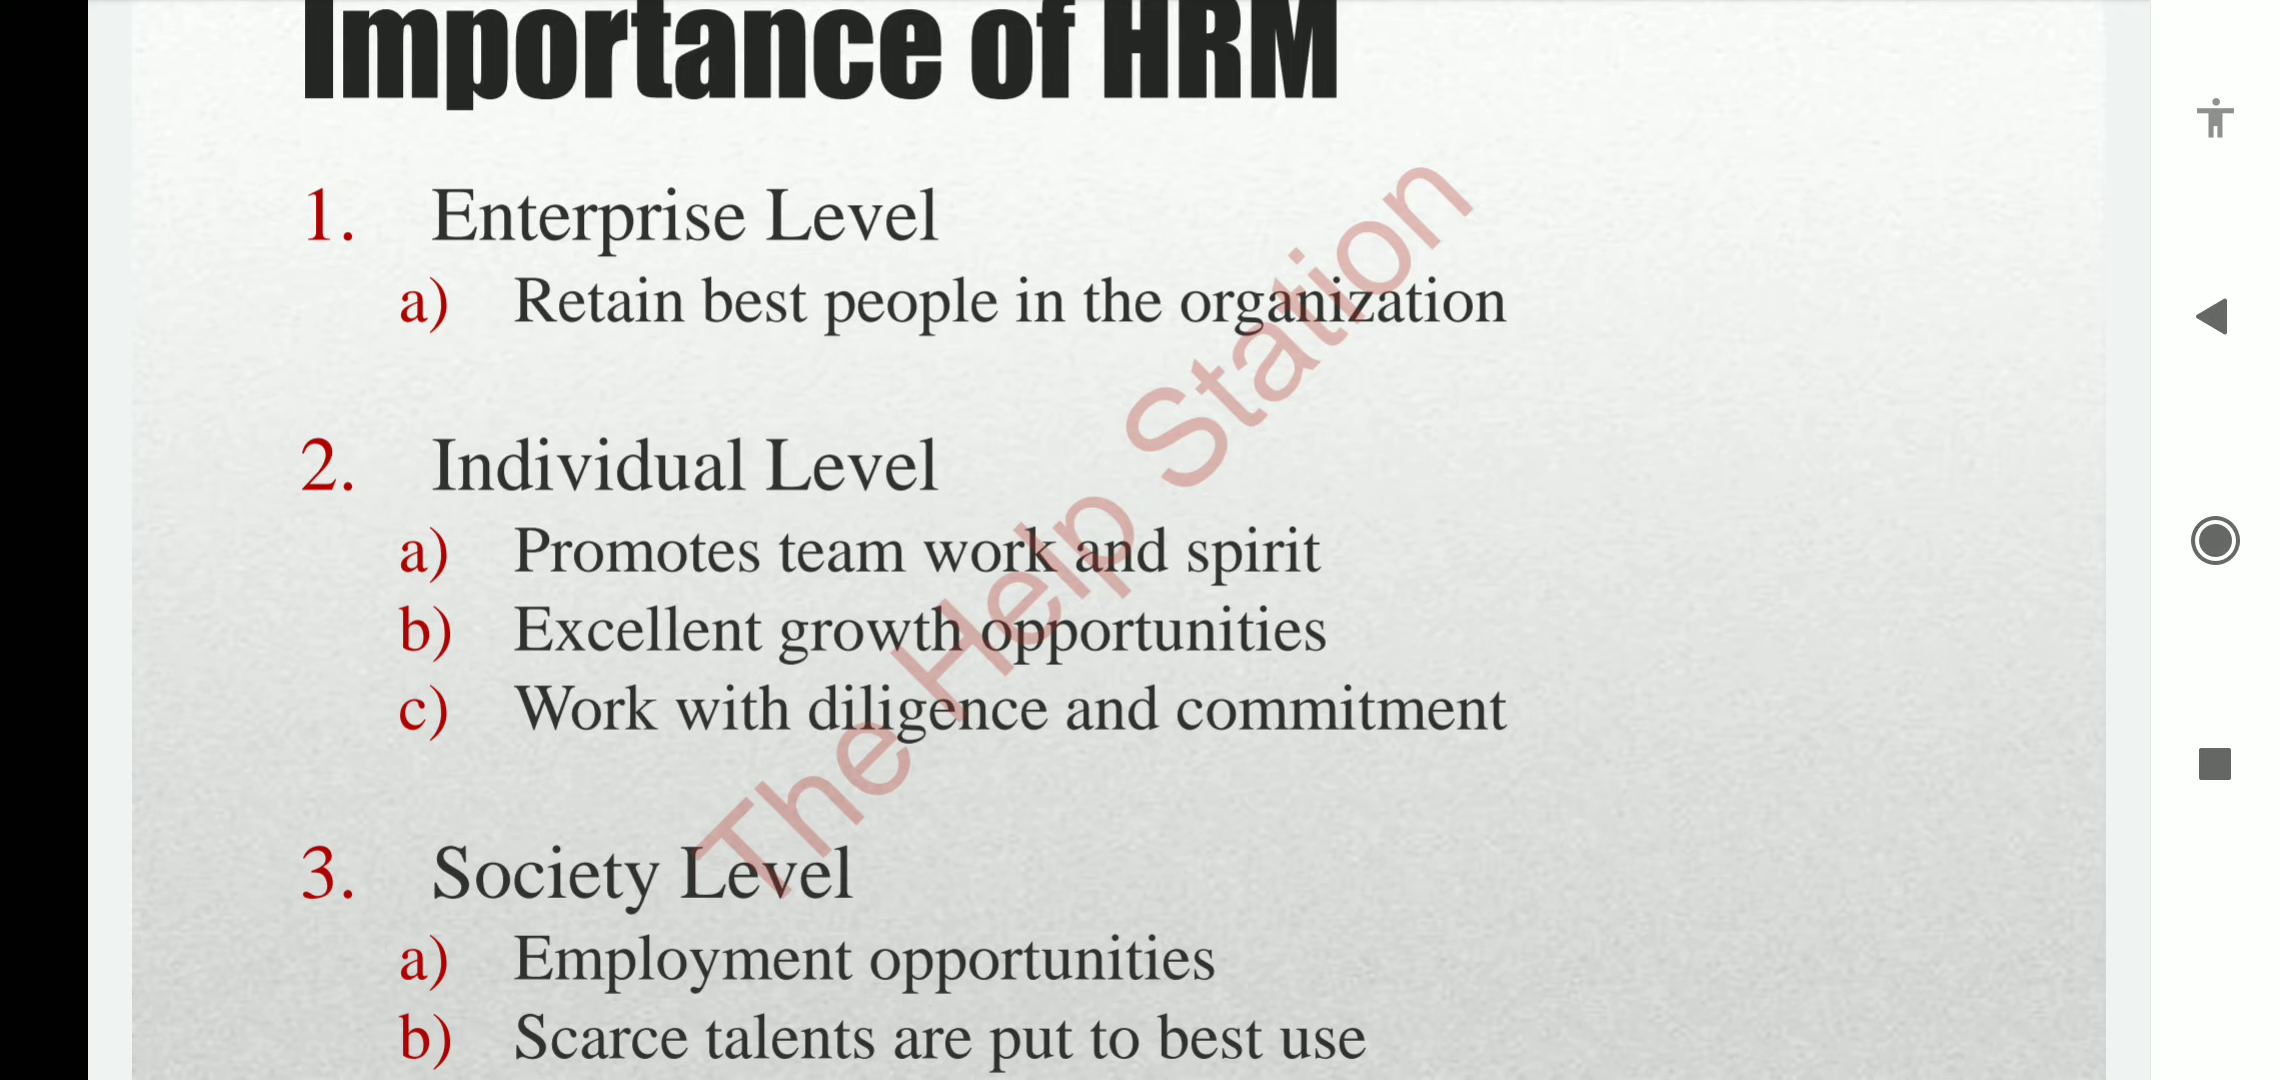 Importance of HRM
1. Enterprise Level
a) Retain best people in the organization
2. Individual Level
a) Promotes team work and spirit
b) Excellent growth opportunities
c) Work with diligence and commitment
3. Society Level
a) Employment opportunities
b) Scarce talents are put to best use
The Help Station